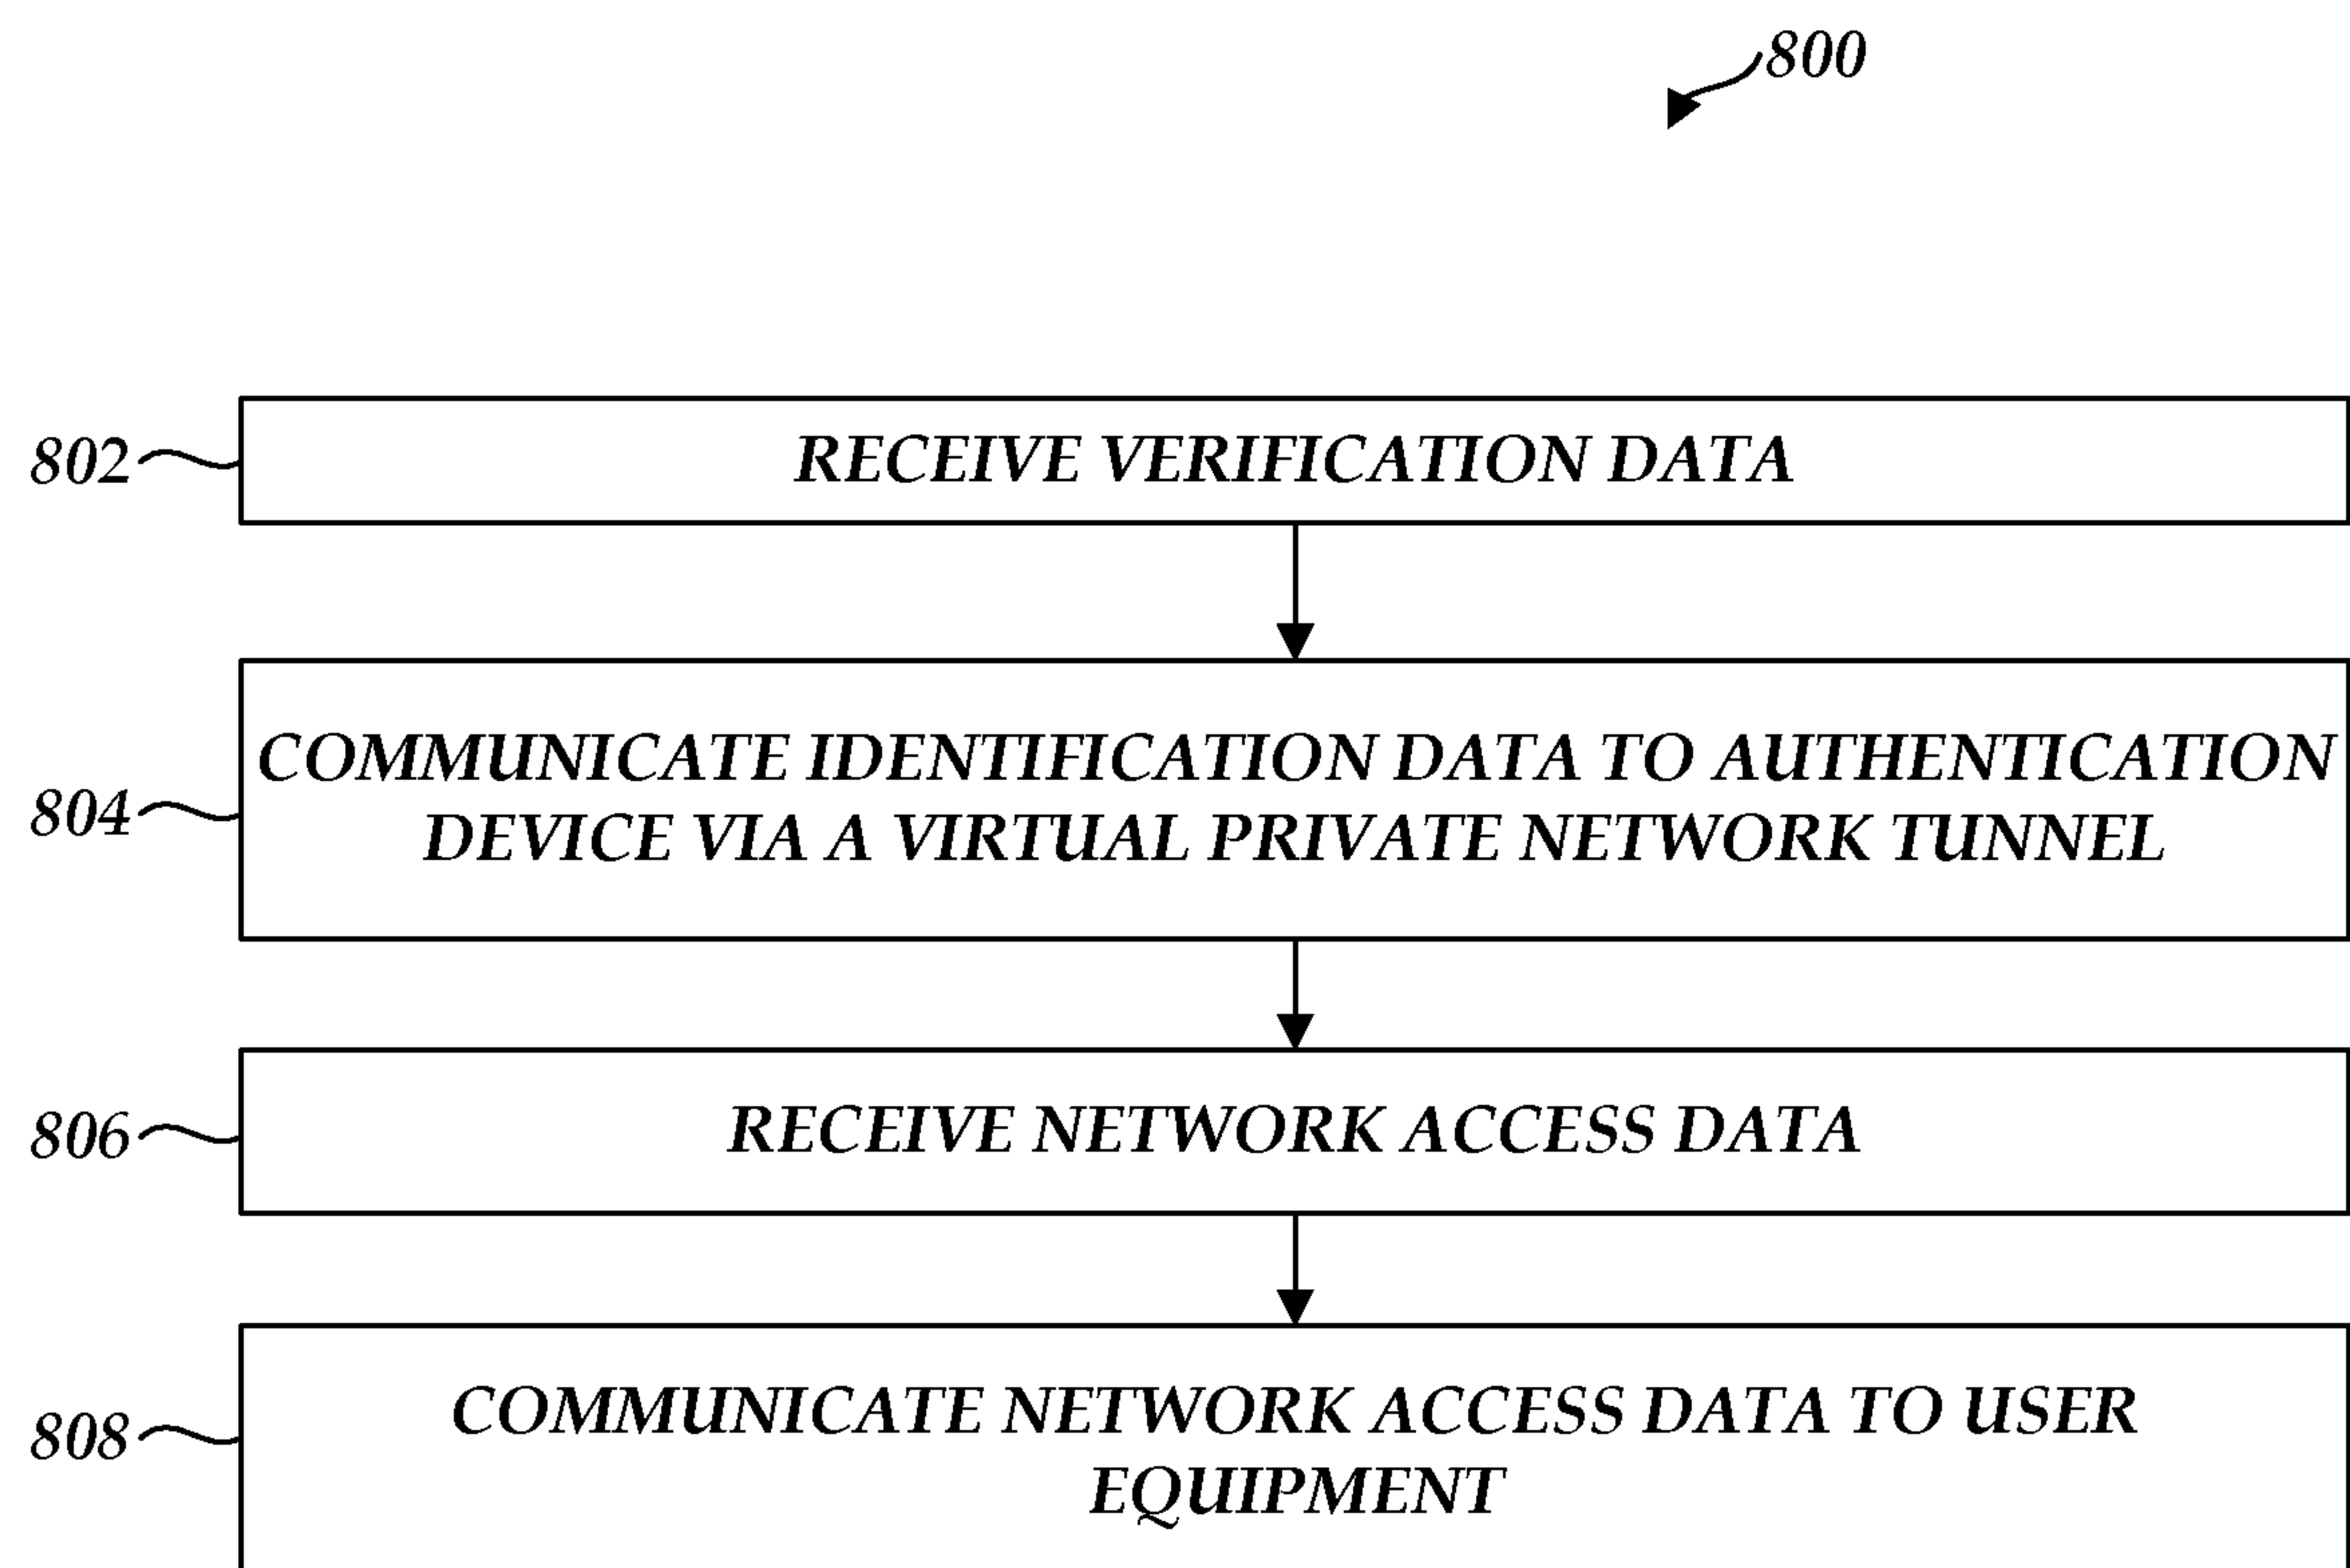 800
802
RECEIVE VERIFICATION DATA
COMMUNICATE IDENTIFICATION DATA TO AUTHENTICATION
804
DEVICE VIA A VIRTUAL PRIVATE NETWORK TUNNEL
806
RECEIVE NETWORK ACCESS DATA
808
COMMUNICATE NETWORK ACCESS DATA TO USER
EQUIPMENT